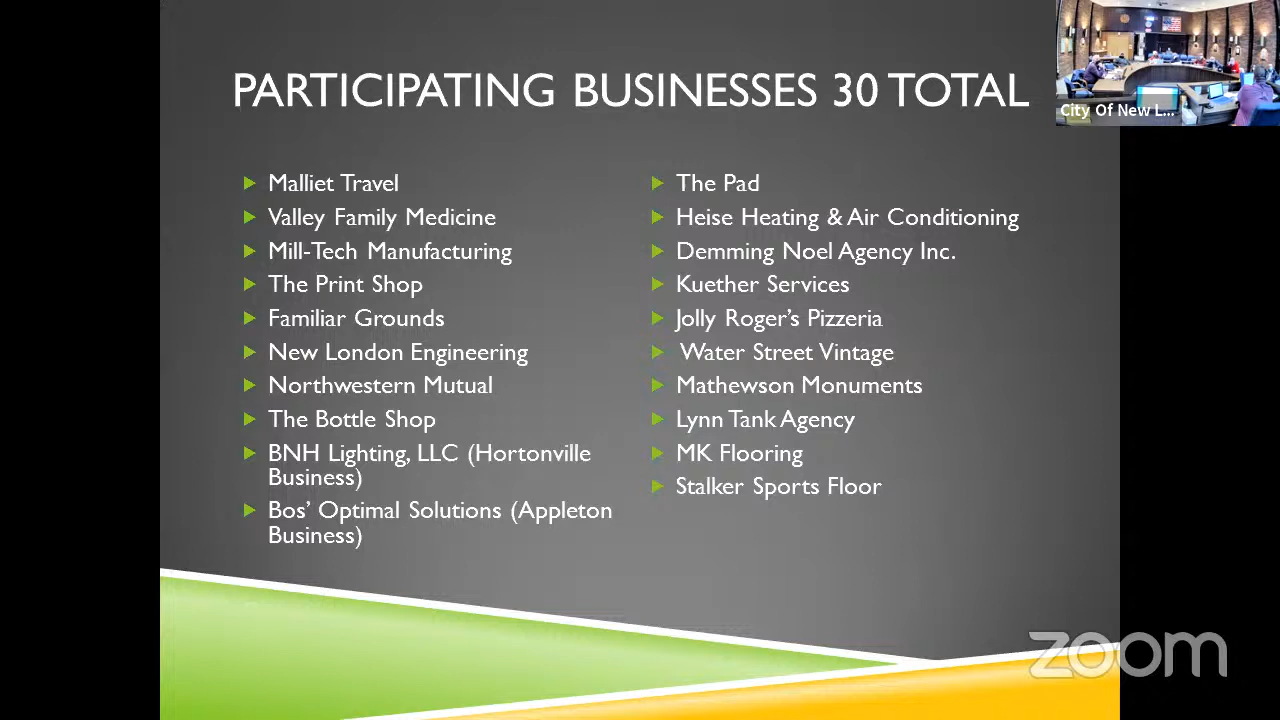 PARTICIPATING BUSINESSES 30 TOTAL
City Of New L...
Malliet Travel
Valley Family Medicine
Mill-Tech Manufacturing
The Print Shop
Familiar Grounds
New London Engineering
Northwestern Mutual
The Bottle Shop
BNH Lighting, LLC (Hortonville
Business)
Bos’ Optimal Solutions (Appleton
Business)
The Pad
Heise Heating & Air Conditioning
Demming Noel Agency Inc.
Kuether Services
Jolly Roger’s Pizzeria
Water Street Vintage
Mathewson Monuments
Lynn Tank Agency
MK Flooring
Stalker Sports Floor
zoom